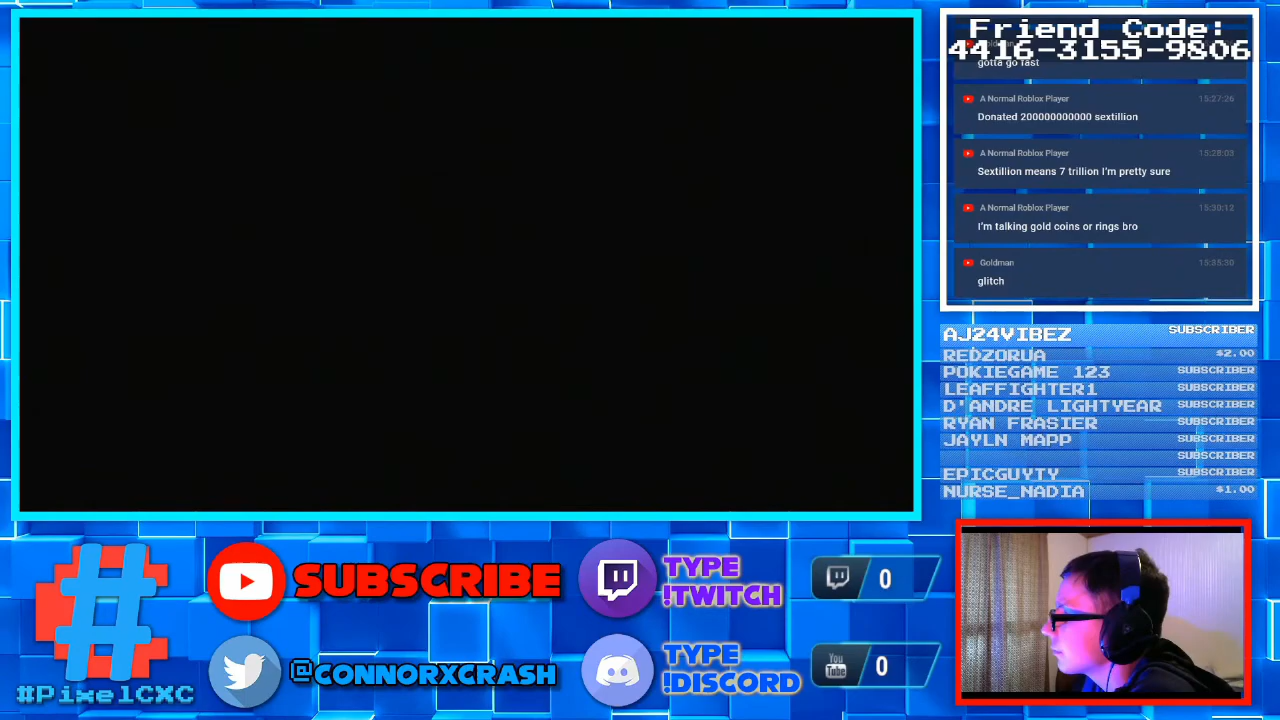 Friend Code:
4416-3155-9806
gotta go fast
A Normal Roblox Player 15:27:26
Donated 200000000000 sextillion
A Normal Roblox Player 15:28:03
Sextillion means 7 trillion I'm pretty sure
A Normal Roblox Player 15:30:12
I'm talking gold coins or rings bro
Goldman 15:35:30
glitch
AJ24VIBEZ SUBSCRIBER
REDZORUA $2.00
POKIEGAME 123 SUBSCRIBER
LEAFFIGHTER1 SUBSCRIBER
D'ANDRE LIGHTYEAR SUBSCRIBER
RYAN FRASIER SUBSCRIBER
JAYLN MAPP SUBSCRIBER
SUBSCRIBER
EPICGUYTY SUBSCRIBER
NURSE_NADIA $1.00
#PixelCXC
SUBSCRIBE
@CONNORXCRASH
TYPE
!TWITCH
TYPE
!DISCORD
0
You
Tube
0